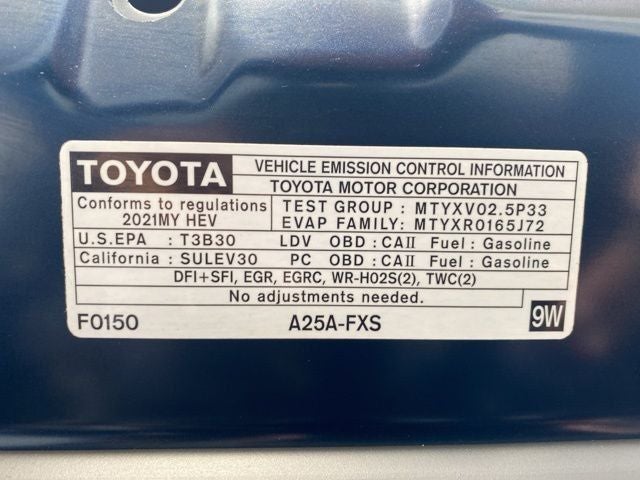 TOYOTA
VEHICLE EMISSION CONTROL INFORMATION
TOYOTA MOTOR CORPORATION
Conforms to regulations
2021MY HEV
TEST GROUP : MTYXV02.5P33
EVAP FAMILY: MTYXR0165J72
U.S.EPA : T3B30 LDV OBD : CAII Fuel : Gasoline
California : SULEV30 PC OBD : CAII Fuel : Gasoline
DFI+SFI, EGR, EGRC, WR-HO2S(2), TWC(2)
No adjustments needed.
F0150 A25A-FXS 9W